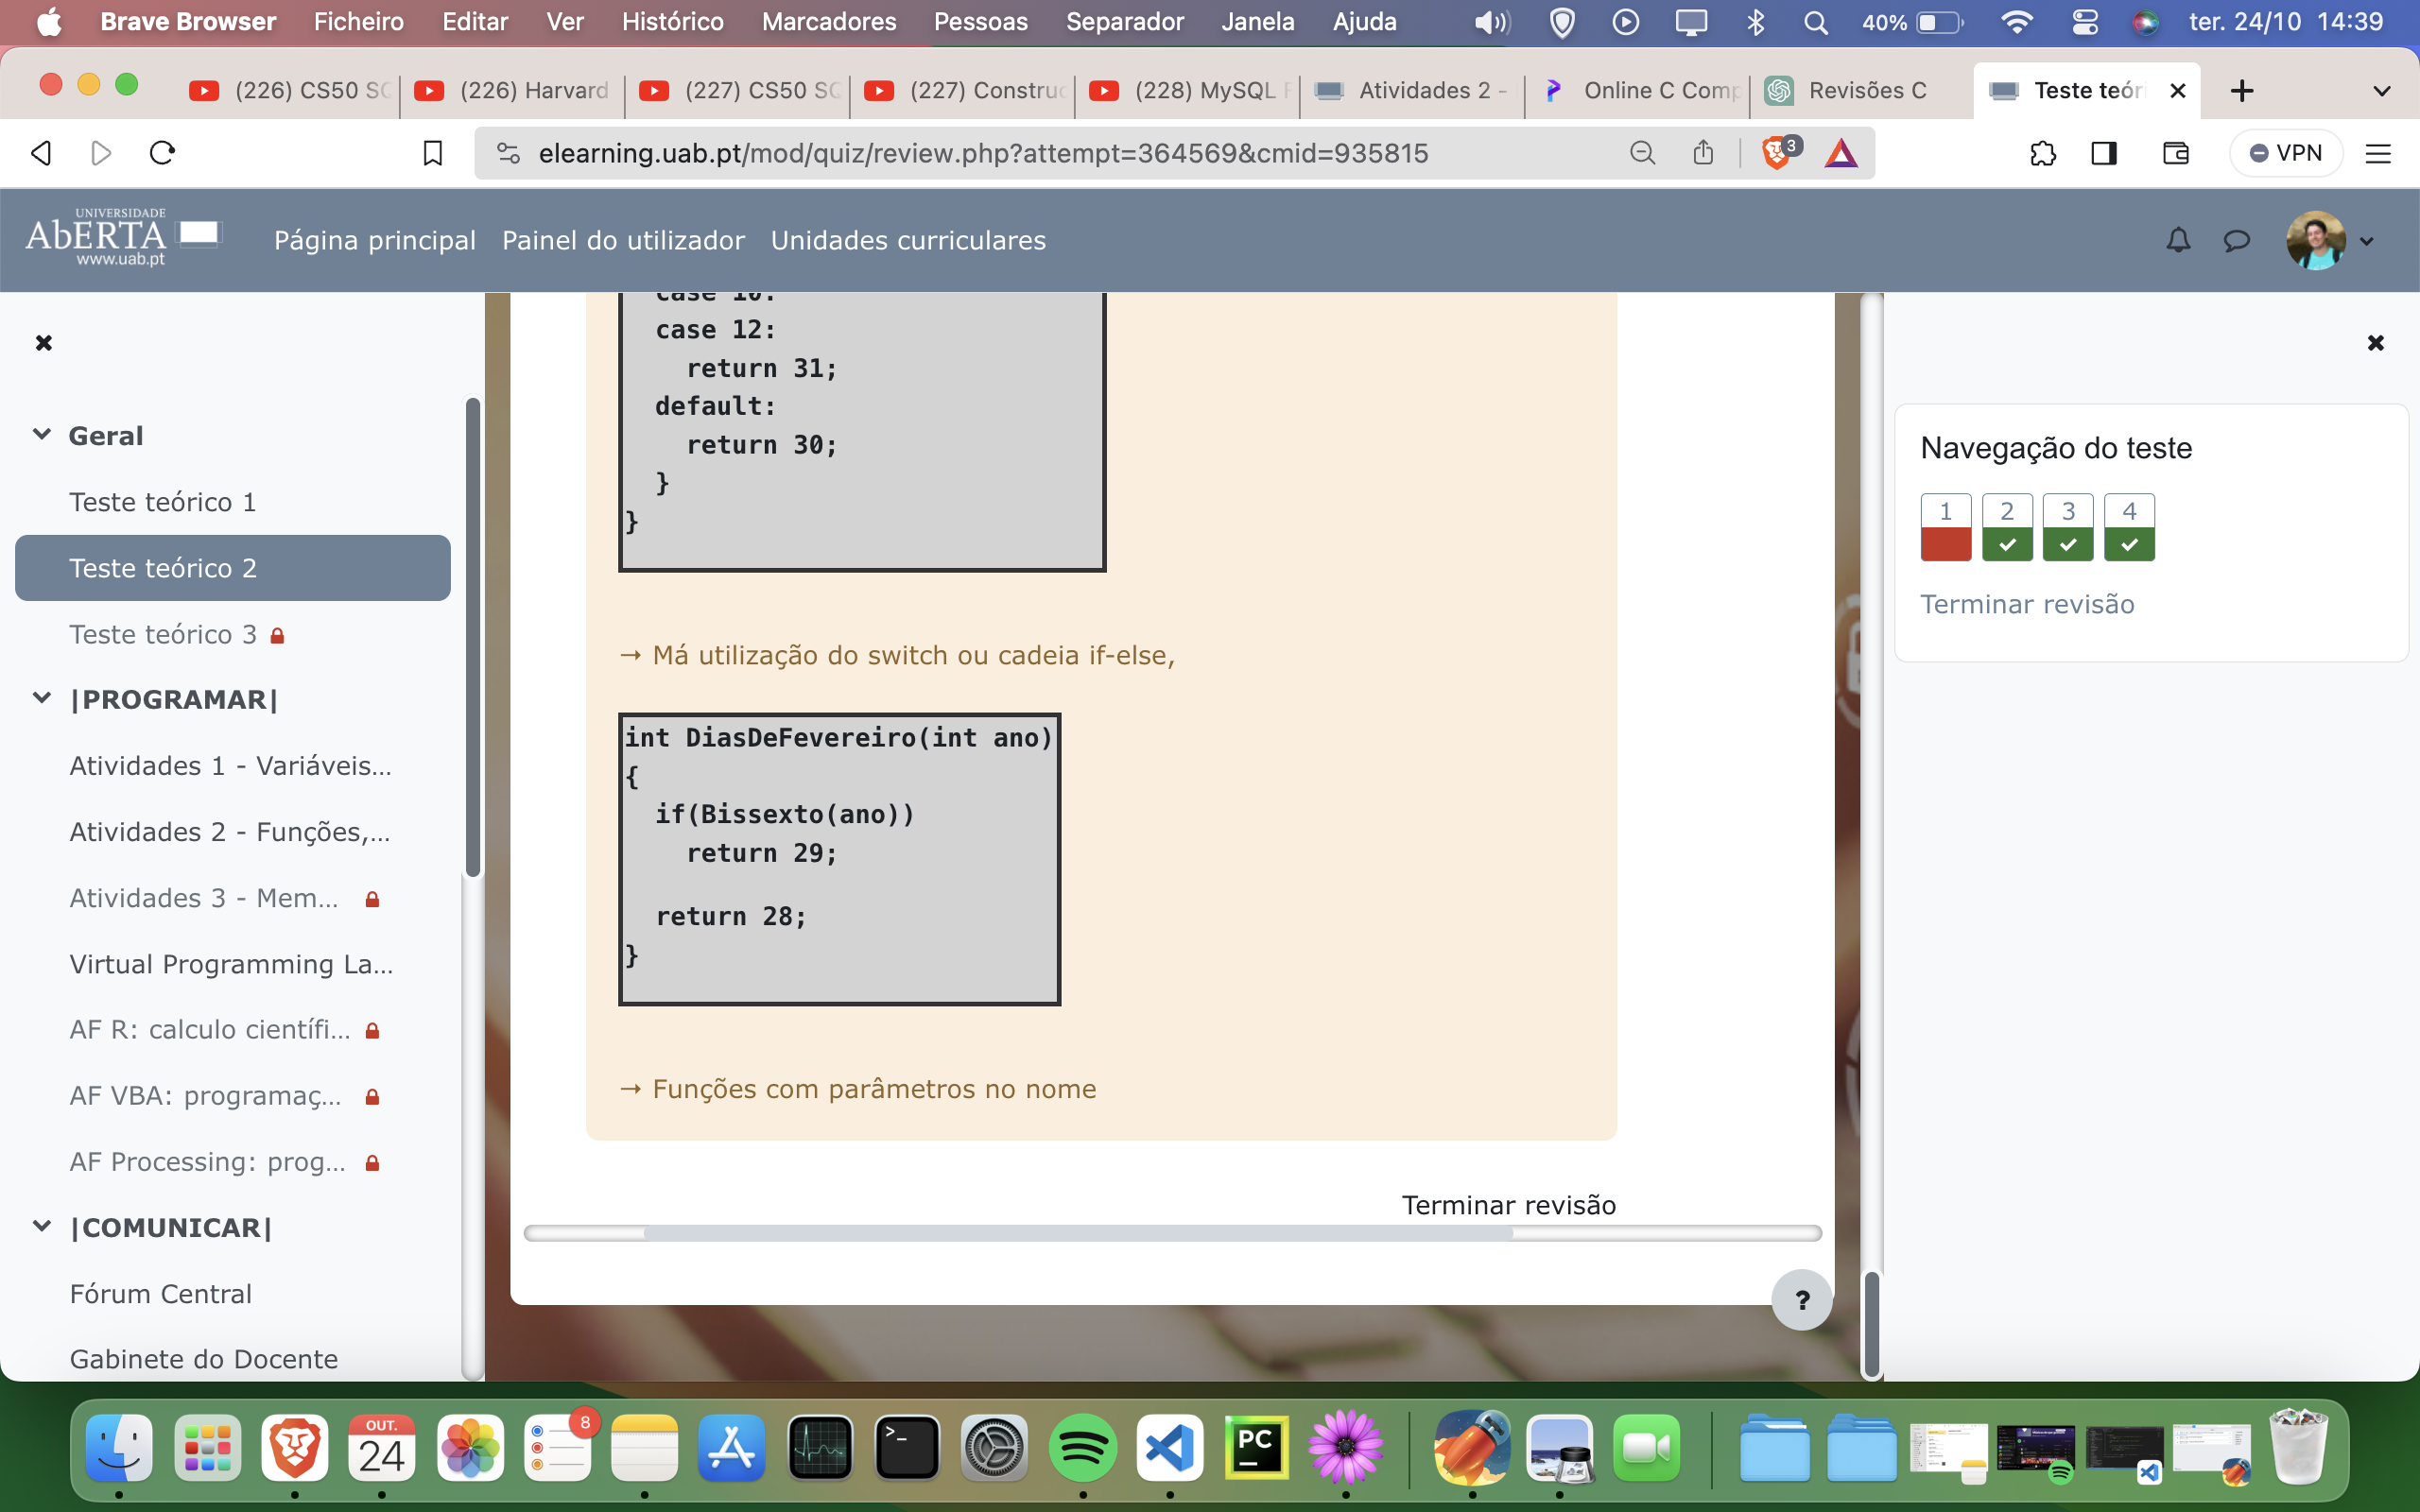 Brave Browser Ficheiro Editar Ver Histórico Marcadores Pessoas Separador Janela Ajuda 40% ter. 24/10 14:39
(226) CS50 SQ (226) Harvard (227) CS50 SQ (227) Construc (228) MySQL Atividades 2 - Online C Comp Revisões C Teste teór
elearning.uab.pt/mod/quiz/review.php?attempt=364569&cmid=935815 3 VPN
UNIVERSIDADE
AbERTA
www.uab.pt
Página principal Painel do utilizador Unidades curriculares
Geral
Teste teórico 1
Teste teórico 2
Teste teórico 3
|PROGRAMAR|
Atividades 1 - Variáveis...
Atividades 2 - Funções,...
Atividades 3 - Mem...
Virtual Programming La...
AF R: calculo científi...
AF VBA: programaç...
AF Processing: prog...
|COMUNICAR|
Fórum Central
Gabinete do Docente
case 10:
case 12:
return 31;
default:
return 30;
}
}
→ Má utilização do switch ou cadeia if-else,
int DiasDeFevereiro(int ano)
{
if(Bissexto(ano))
return 29;
return 28;
}
→ Funções com parâmetros no nome
Terminar revisão
?
Navegação do teste
1 2 3 4
Terminar revisão
OUT.
24
8
>_
PC